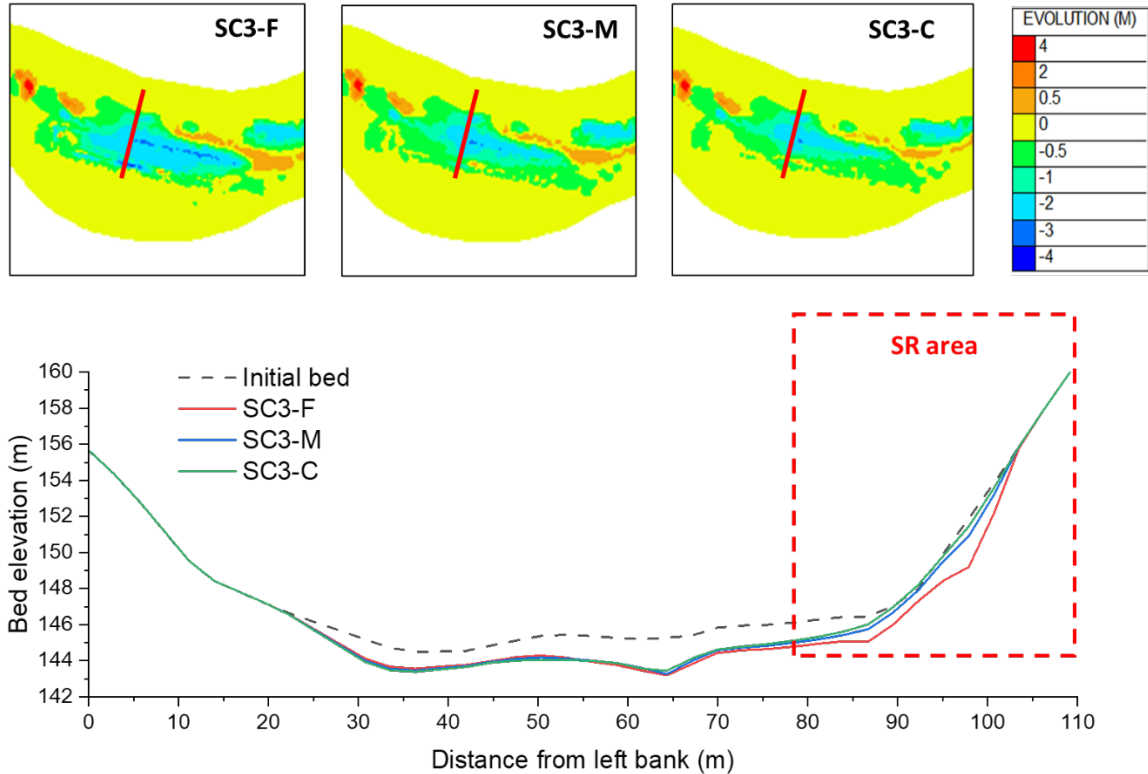 SC3-F
SC3-M
SC3-C
EVOLUTION (M)
4
2
0.5
0
-0.5
-1
-2
-3
-4
SR area
Initial bed
SC3-F
SC3-M
SC3-C
Bed elevation (m)
160
158
156
154
152
150
148
146
144
142
0 10 20 30 40 50 60 70 80 90 100 110
Distance from left bank (m)